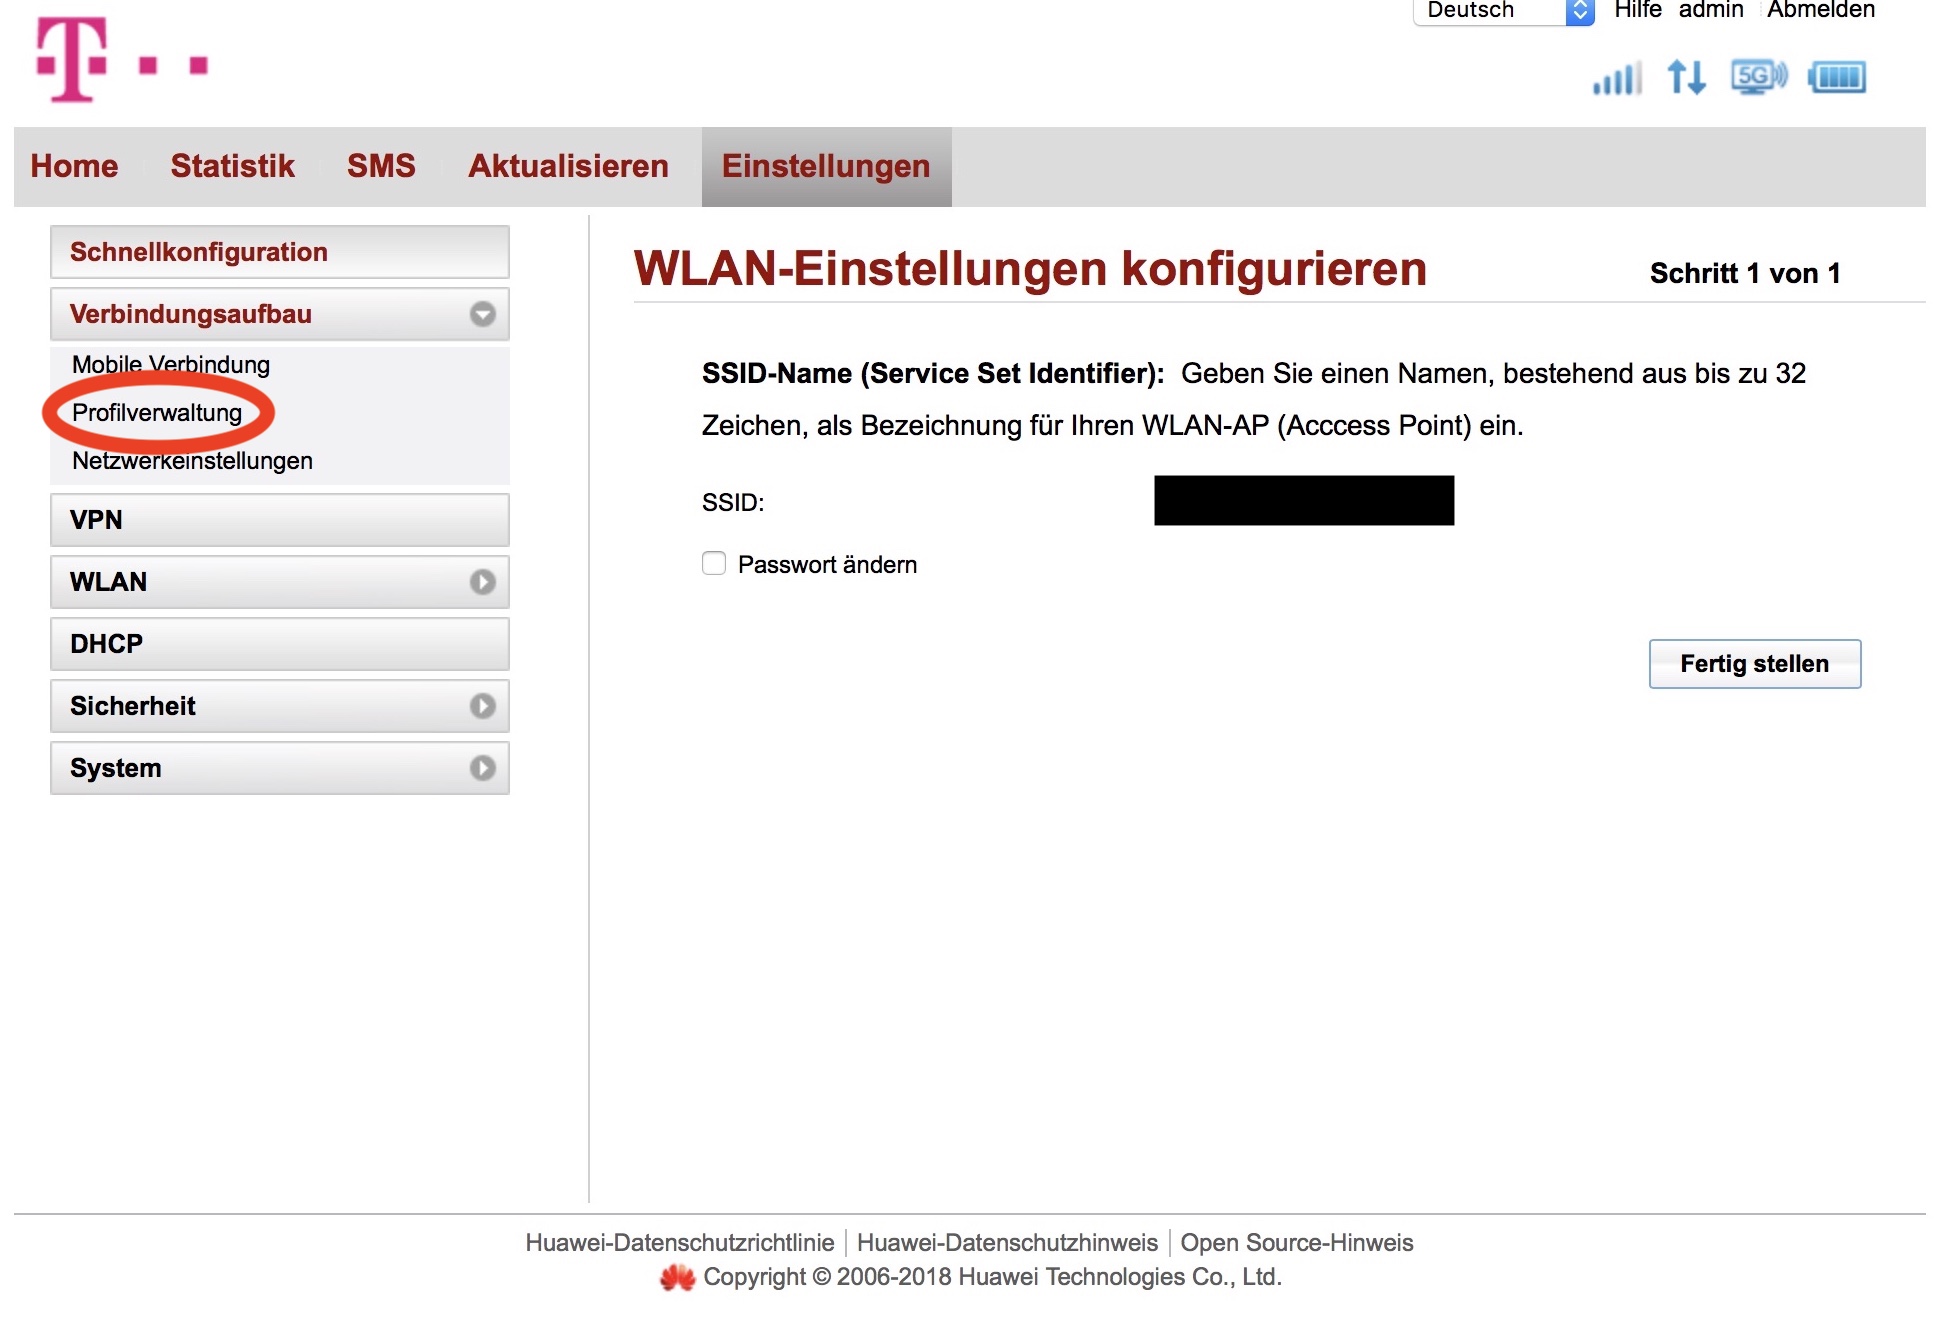 Deutsch Hilfe admin Abmelden
T
5G
Home Statistik SMS Aktualisieren Einstellungen
Schnellkonfiguration
Verbindungsaufbau
Mobile Verbindung
Profilverwaltung
Netzwerkeinstellungen
VPN
WLAN
DHCP
Sicherheit
System
WLAN-Einstellungen konfigurieren Schritt 1 von 1
SSID-Name (Service Set Identifier): Geben Sie einen Namen, bestehend aus bis zu 32
Zeichen, als Bezeichnung für Ihren WLAN-AP (Acccess Point) ein.
SSID:
Passwort ändern
Fertig stellen
Huawei-Datenschutzrichtlinie Huawei-Datenschutzhinweis Open Source-Hinweis
Copyright © 2006-2018 Huawei Technologies Co., Ltd.